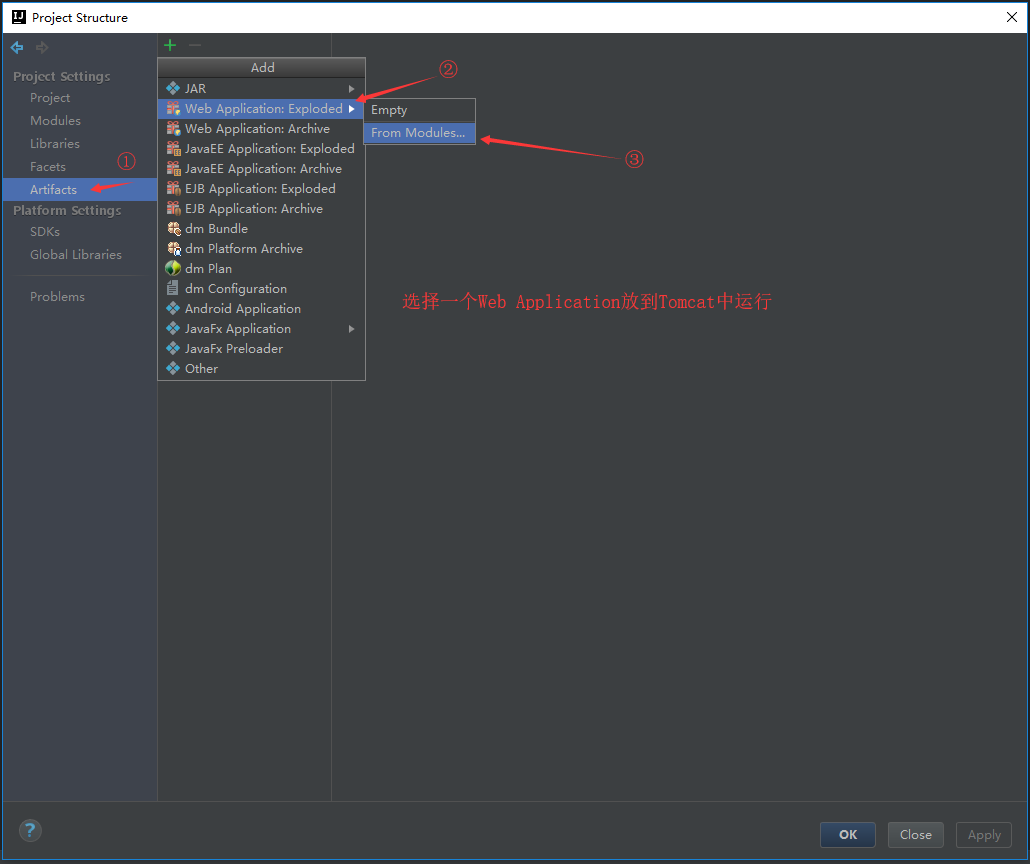 Project Structure
Project Settings
Project
Modules
Libraries
Facets
①
Artifacts
Platform Settings
SDKs
Global Libraries
Problems
Add
②
JAR
Web Application: Exploded
Web Application: Archive
JavaEE Application: Exploded
JavaEE Application: Archive
EJB Application: Exploded
EJB Application: Archive
dm Bundle
dm Platform Archive
dm Plan
dm Configuration
Android Application
JavaFx Application
JavaFx Preloader
Other
Empty
From Modules...
③
选择一个Web Application放到Tomcat中运行
?
OK
Close
Apply